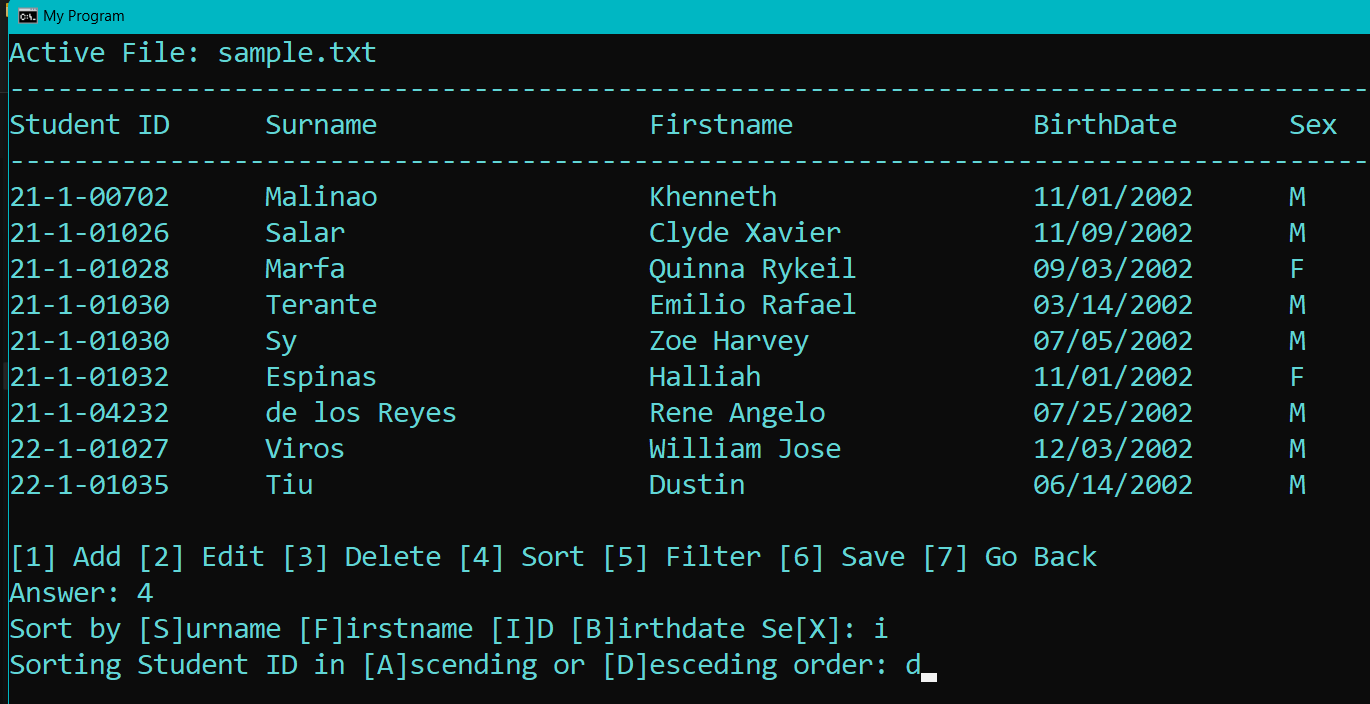 My Program
Active File: sample.txt
-------------------------------------------------------------------------------------
Student ID      Surname                 Firstname               BirthDate       Sex
-------------------------------------------------------------------------------------
21-1-00702      Malinao                 Khenneth                11/01/2002      M
21-1-01026      Salar                   Clyde Xavier            11/09/2002      M
21-1-01028      Marfa                   Quinna Rykeil           09/03/2002      F
21-1-01030      Terante                 Emilio Rafael           03/14/2002      M
21-1-01030      Sy                      Zoe Harvey              07/05/2002      M
21-1-01032      Espinas                 Halliah                 11/01/2002      F
21-1-04232      de los Reyes            Rene Angelo             07/25/2002      M
22-1-01027      Viros                   William Jose            12/03/2002      M
22-1-01035      Tiu                     Dustin                  06/14/2002      M
[1] Add [2] Edit [3] Delete [4] Sort [5] Filter [6] Save [7] Go Back
Answer: 4
Sort by [S]urname [F]irstname [I]D [B]irthdate Se[X]: i
Sorting Student ID in [A]scending or [D]esceding order: d